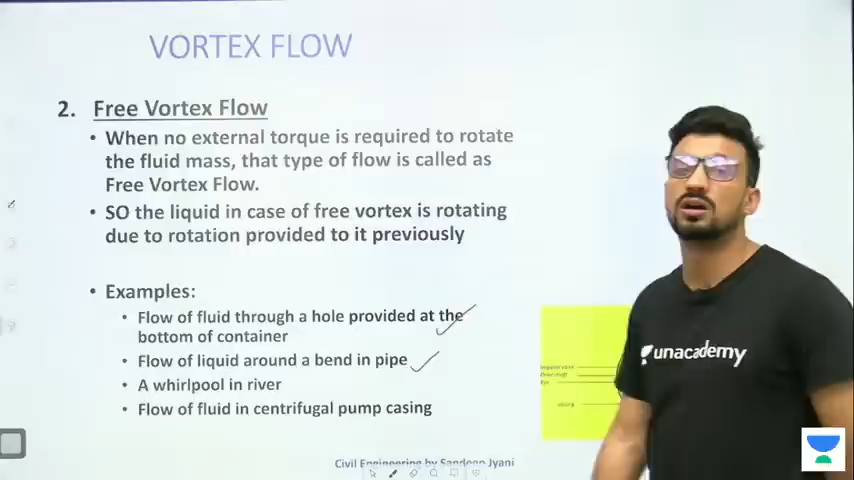 VORTEX FLOW
2. Free Vortex Flow
• When no external torque is required to rotate
the fluid mass, that type of flow is called as
Free Vortex Flow.
• SO the liquid in case of free vortex is rotating
due to rotation provided to it previously
• Examples:
• Flow of fluid through a hole provided at the
bottom of container
• Flow of liquid around a bend in pipe
• A whirlpool in river
• Flow of fluid in centrifugal pump casing
Civil Engineering by Sandeep Jyani
unacademy